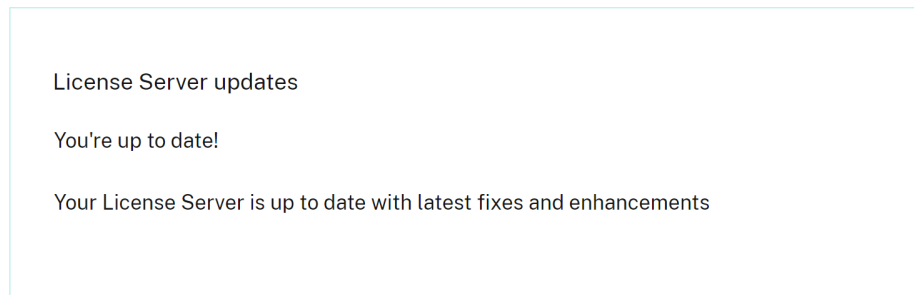 License Server updates
You're up to date!
Your License Server is up to date with latest fixes and enhancements